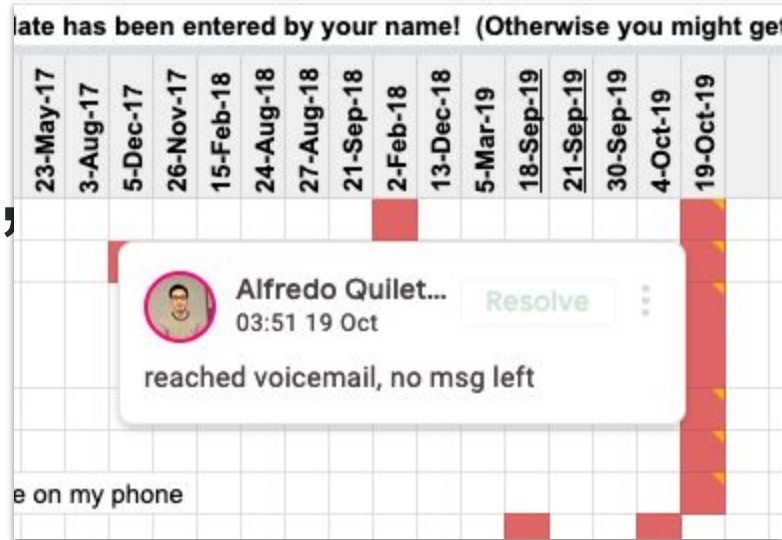 late has been entered by your name!  (Otherwise you might get
23-May-17
3-Aug-17
5-Dec-17
26-Nov-17
15-Feb-18
24-Aug-18
27-Aug-18
21-Sep-18
2-Feb-18
13-Dec-18
5-Mar-19
18-Sep-19
21-Sep-19
30-Sep-19
4-Oct-19
19-Oct-19
,
Alfredo Quilet...
Resolve
03:51 19 Oct
reached voicemail, no msg left
e on my phone